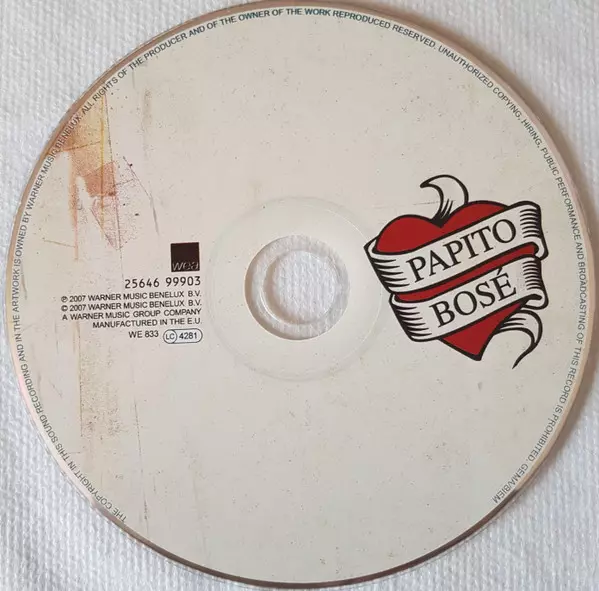 THE COPYRIGHT IN THIS SOUND RECORDING AND IN THE ARTWORK IS OWNED BY WARNER MUSIC BENELUX ALL RIGHTS OF THE PRODUCER AND OF THE OWNER OF THE WORK REPRODUCED RESERVED. UNAUTHORIZED COPYING, HIRING, PUBLIC PERFORMANCE AND BROADCASTING OF THIS RECORD IS PROHIBITED. GEMA/BIEM
PAPITO
BOSÉ
wea
25646 99903
℗ 2007 WARNER MUSIC BENELUX B.V.
© 2007 WARNER MUSIC BENELUX B.V.
A WARNER MUSIC GROUP COMPANY
MANUFACTURED IN THE E.U.
WE 833 LC 4281